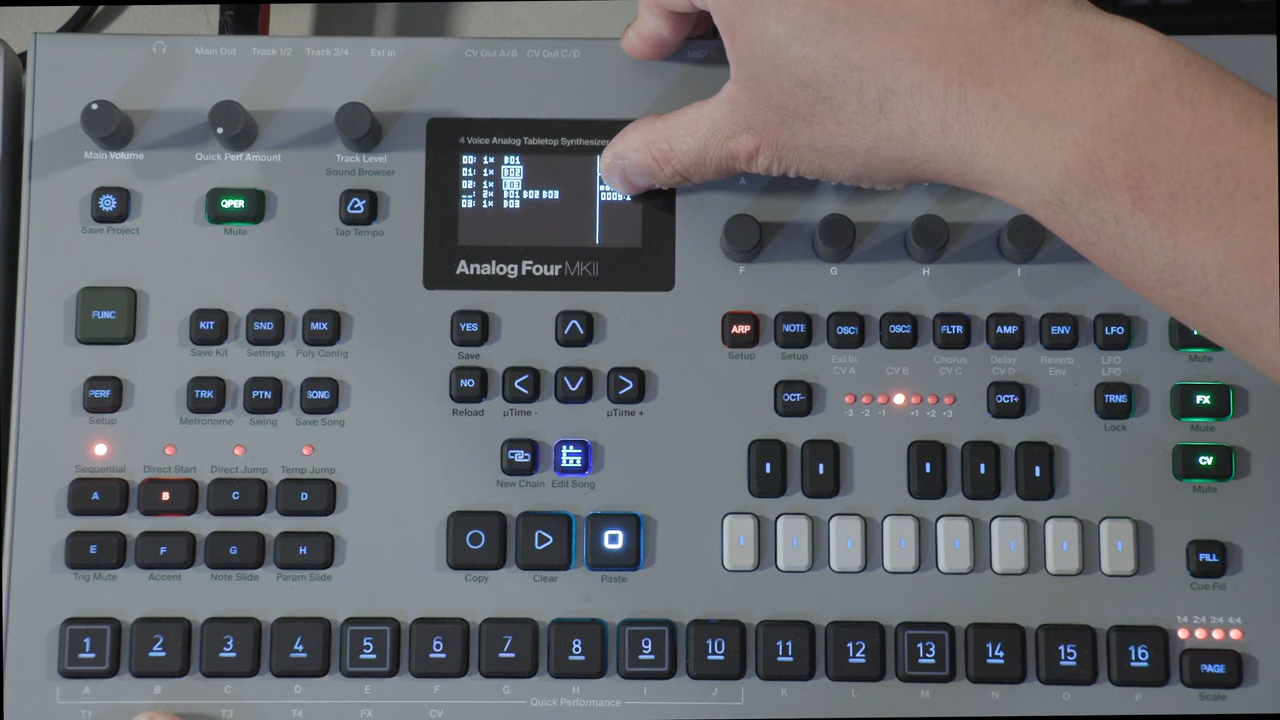 Main Out Track 1/2 Track 3/4 Ext In CV Out A/B CV Out C/D
4 Voice Analog Tabletop Synthesizer
00: 1× B01
01: 1× B02
02: 1× E03
__: 2× B01 B02 B03
03: 1× B03
Analog Four MKII
Main Volume
Quick Perf Amount
Track Level
Sound Browser
Save Project
QPER
Mute
Tap Tempo
F G H I
FUNC
KIT SND MIX
Save Kit Settings Poly Config
YES
Save
ARP NOTE OSC1 OSC2 FLTR AMP ENV LFO
Setup Setup Ext In Chorus Delay Reverb LFO
CV A CV B CV C CV D Env LFO
Mute
PERF
Setup
TRK PTN SONG
Metronome Swing Save Song
NO
Reload
µTime - µTime +
OCT- OCT+
-3 -2 -1 +1 +2 +3
TRNS
Lock
FX
Mute
CV
Mute
Sequential Direct Start Direct Jump Temp Jump
A B C D
E F G H
Trig Mute Accent Note Slide Param Slide
New Chain Edit Song
Copy Clear Paste
FILL
Cue Fill
1 2 3 4 5 6 7 8 9 10 11 12 13 14 15 16
A B C D E F G H I J K L M N O P
Quick Performance
T1 T3 T4 FX CV
1:4 2:4 3:4 4:4
PAGE
Scale